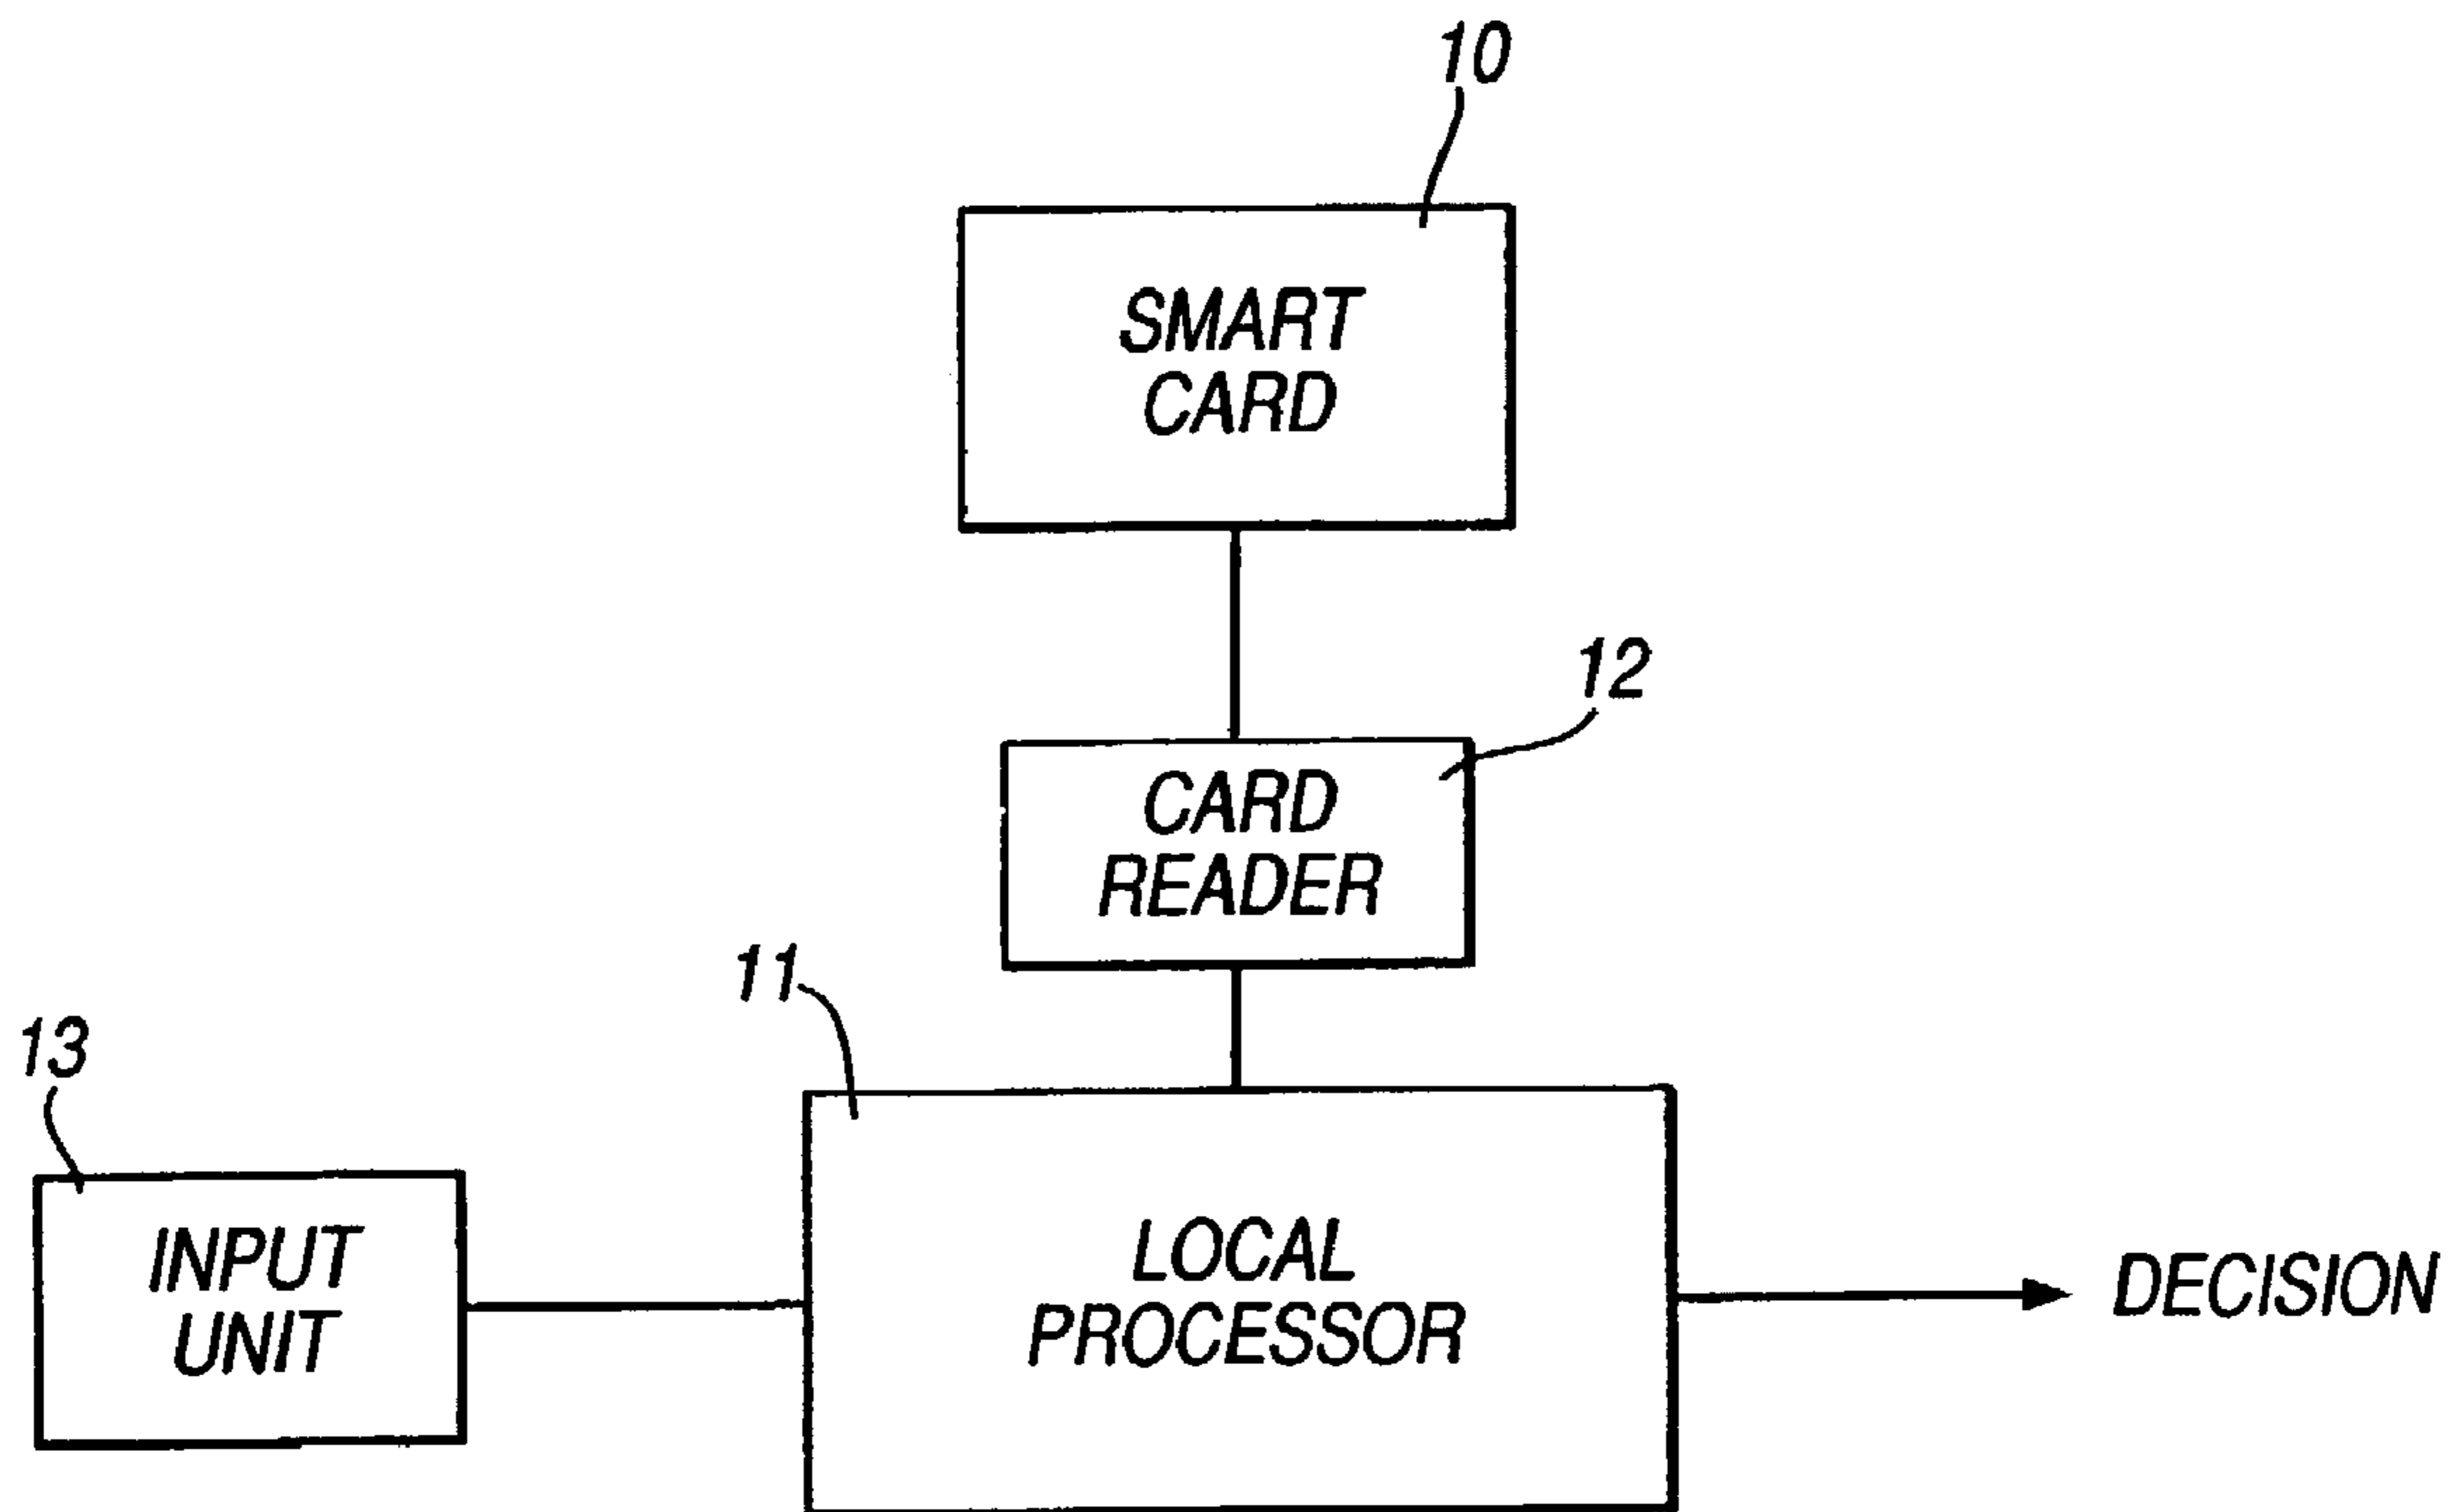 10
SMART
CARD
12
CARD
READER
11
13
INPUT
UNIT
LOCAL
PROCESSOR
DECISION